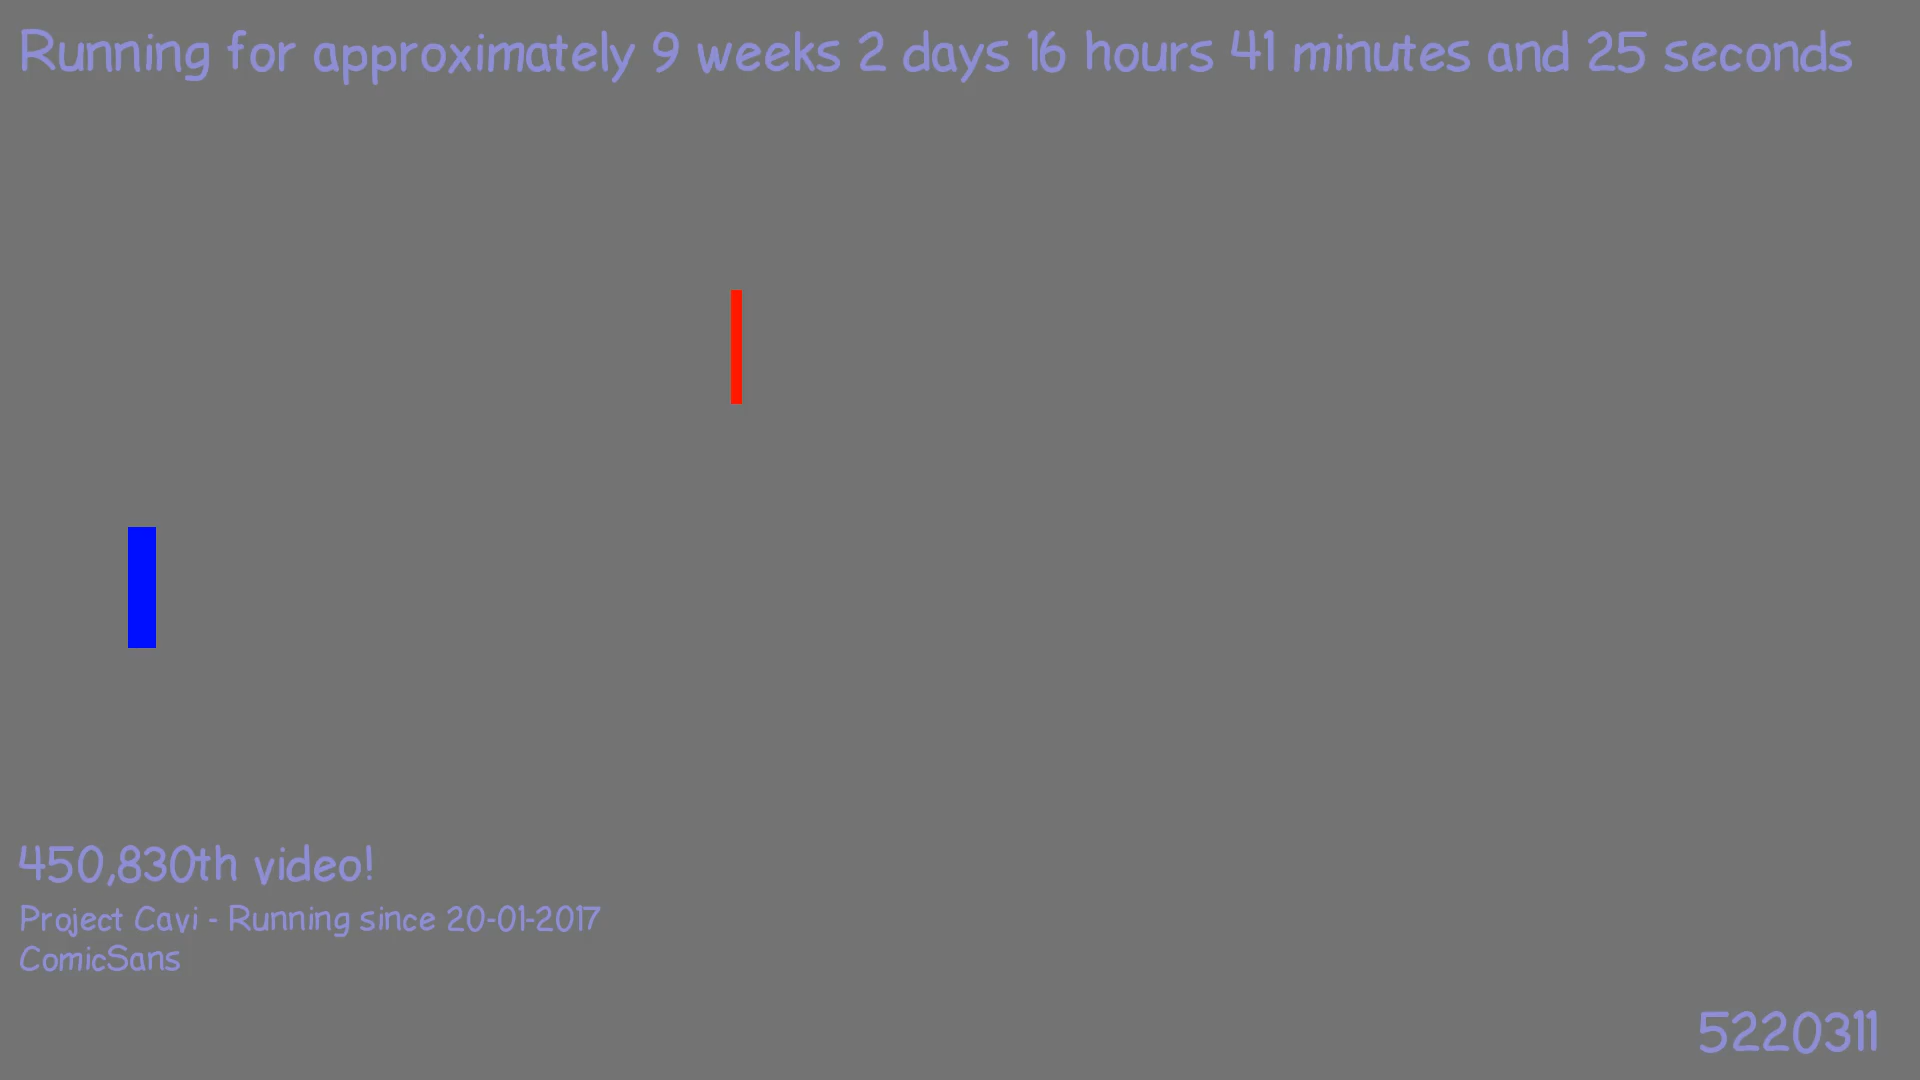 Running for approximately 9 weeks 2 days 16 hours 41 minutes and 25 seconds
450,830th video!
Project Cavi - Running since 20-01-2017
ComicSans
5220311